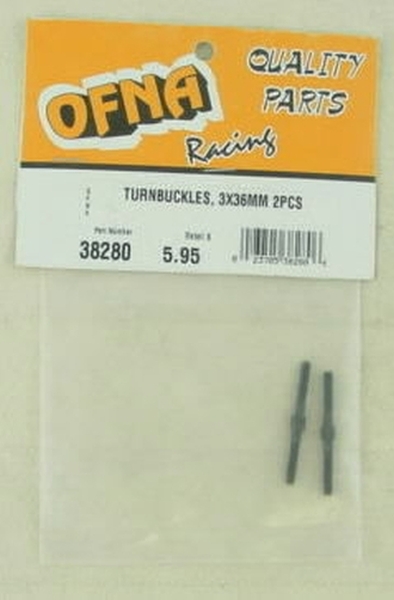 OFNA
QUALITY
PARTS
Racing
TURNBUCKLES, 3X36MM 2PCS
Part Number
38280
Retail $
5.95